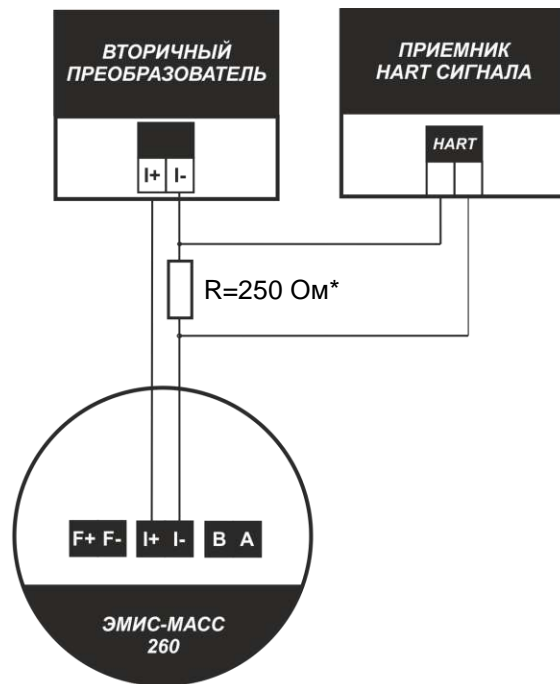 ВТОРИЧНЫЙ
ПРЕОБРАЗОВАТЕЛЬ
I+ I-
ПРИЕМНИК
HART СИГНАЛА
HART
R=250 Ом*
F+ F- I+ I- B A
ЭМИС-МАСС
260